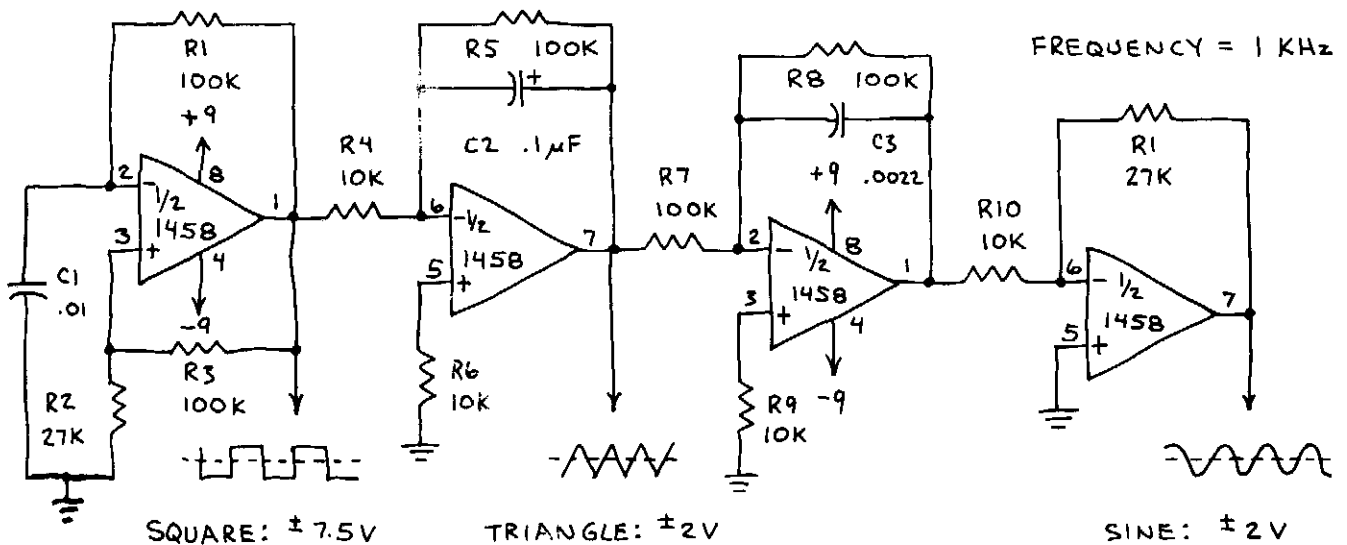 R1
100K
+9
2
-
8
1/2
1458
1
3
+
4
-9
C1
.01
R2
27K
R3
100K
R4
10K
R5 100K
+
C2 .1µF
6
-
1/2
1458
7
5
+
R6
10K
R7
100K
R8 100K
C3
.0022
+9
2
-
8
1/2
1458
1
3
+
4
-9
R9
10K
R10
10K
FREQUENCY = 1 KHz
R1
27K
6
-
1/2
1458
7
5
+
SQUARE: ±7.5V
TRIANGLE: ±2V
SINE: ±2V